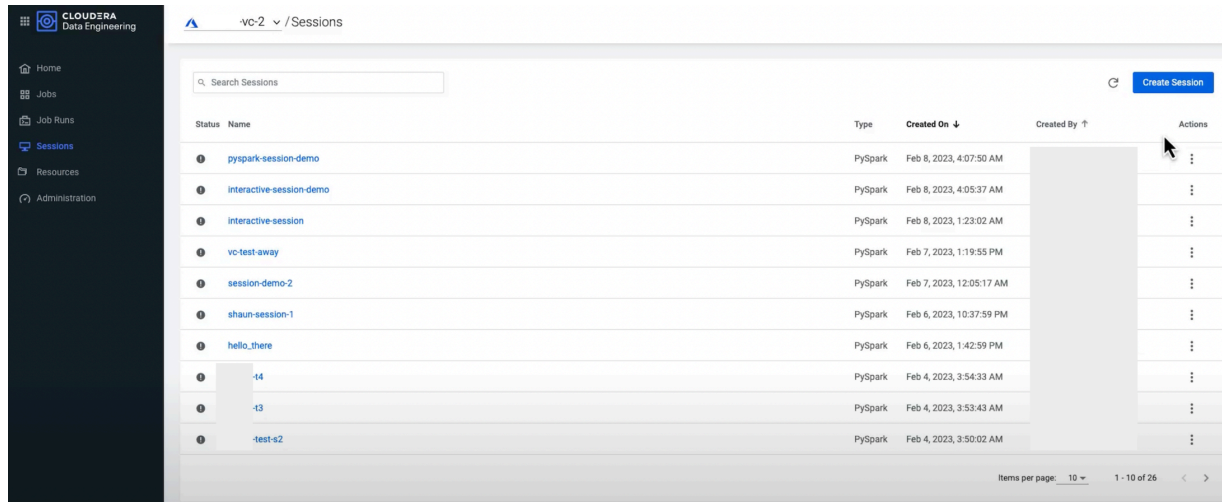 CLOUDERA
Data Engineering
-vc-2 / Sessions
Home
Jobs
Job Runs
Sessions
Resources
Administration
Search Sessions
Create Session
Status Name Type Created On ↓ Created By ↑ Actions
pyspark-session-demo PySpark Feb 8, 2023, 4:07:50 AM
interactive-session-demo PySpark Feb 8, 2023, 4:05:37 AM
interactive-session PySpark Feb 8, 2023, 1:23:02 AM
vc-test-away PySpark Feb 7, 2023, 1:19:55 PM
session-demo-2 PySpark Feb 7, 2023, 12:05:17 AM
shaun-session-1 PySpark Feb 6, 2023, 10:37:59 PM
hello_there PySpark Feb 6, 2023, 1:42:59 PM
-t4 PySpark Feb 4, 2023, 3:54:33 AM
-t3 PySpark Feb 4, 2023, 3:53:43 AM
-test-s2 PySpark Feb 4, 2023, 3:50:02 AM
Items per page: 10 1 - 10 of 26